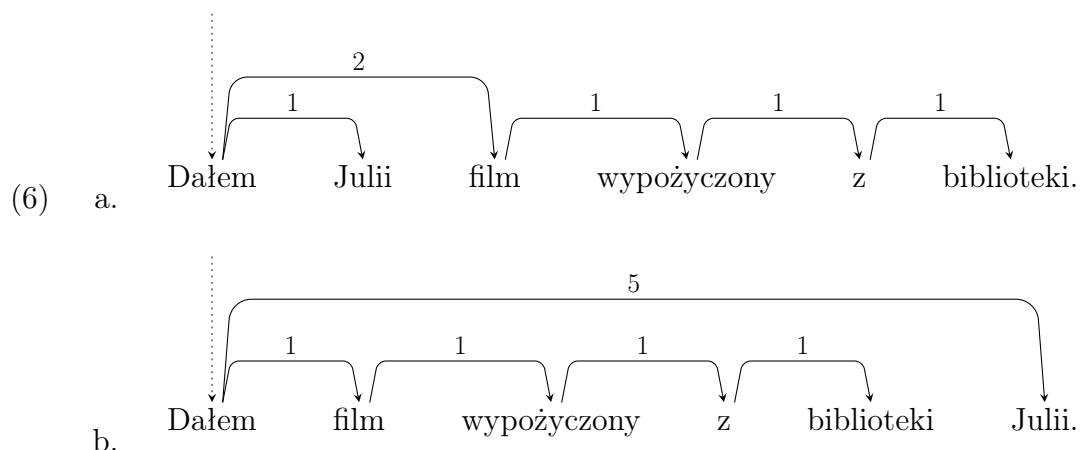 2
1 1 1 1
(6) a. Dałem Julii film wypożyczony z biblioteki.
5
1 1 1 1
b. Dałem film wypożyczony z biblioteki Julii.